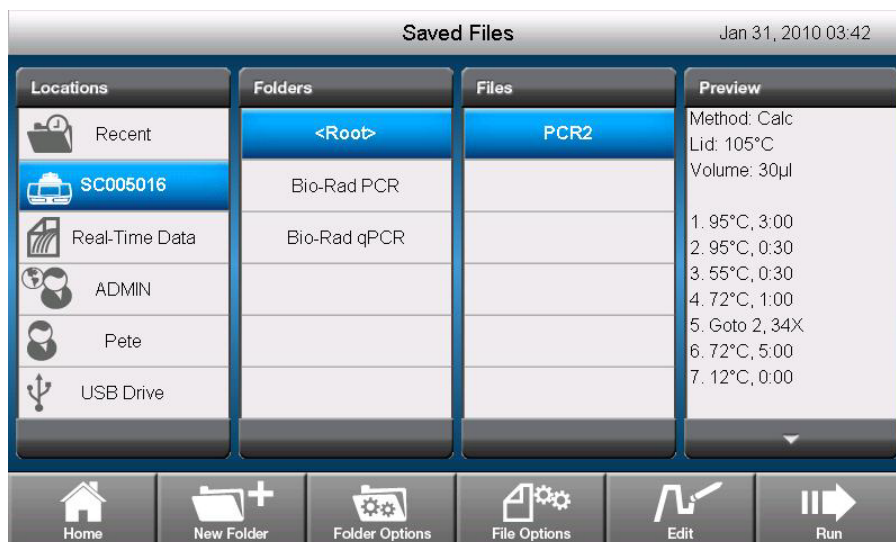 Saved Files
Jan 31, 2010 03:42
Locations
Recent
SC005016
Real-Time Data
ADMIN
Pete
USB Drive
Folders
<Root>
Bio-Rad PCR
Bio-Rad qPCR
Files
PCR2
Preview
Method: Calc
Lid: 105°C
Volume: 30µl
1. 95°C, 3:00
2. 95°C, 0:30
3. 55°C, 0:30
4. 72°C, 1:00
5. Goto 2, 34X
6. 72°C, 5:00
7. 12°C, 0:00
Home
New Folder
Folder Options
File Options
Edit
Run